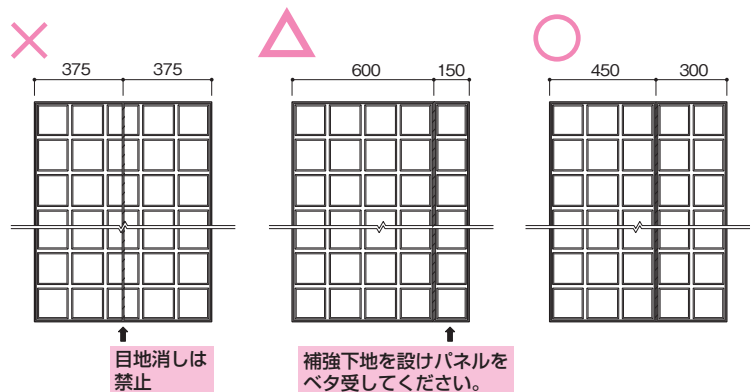 375 375
600 150
450 300
目地消しは
禁止
補強下地を設けパネルを
ベタ受してください。